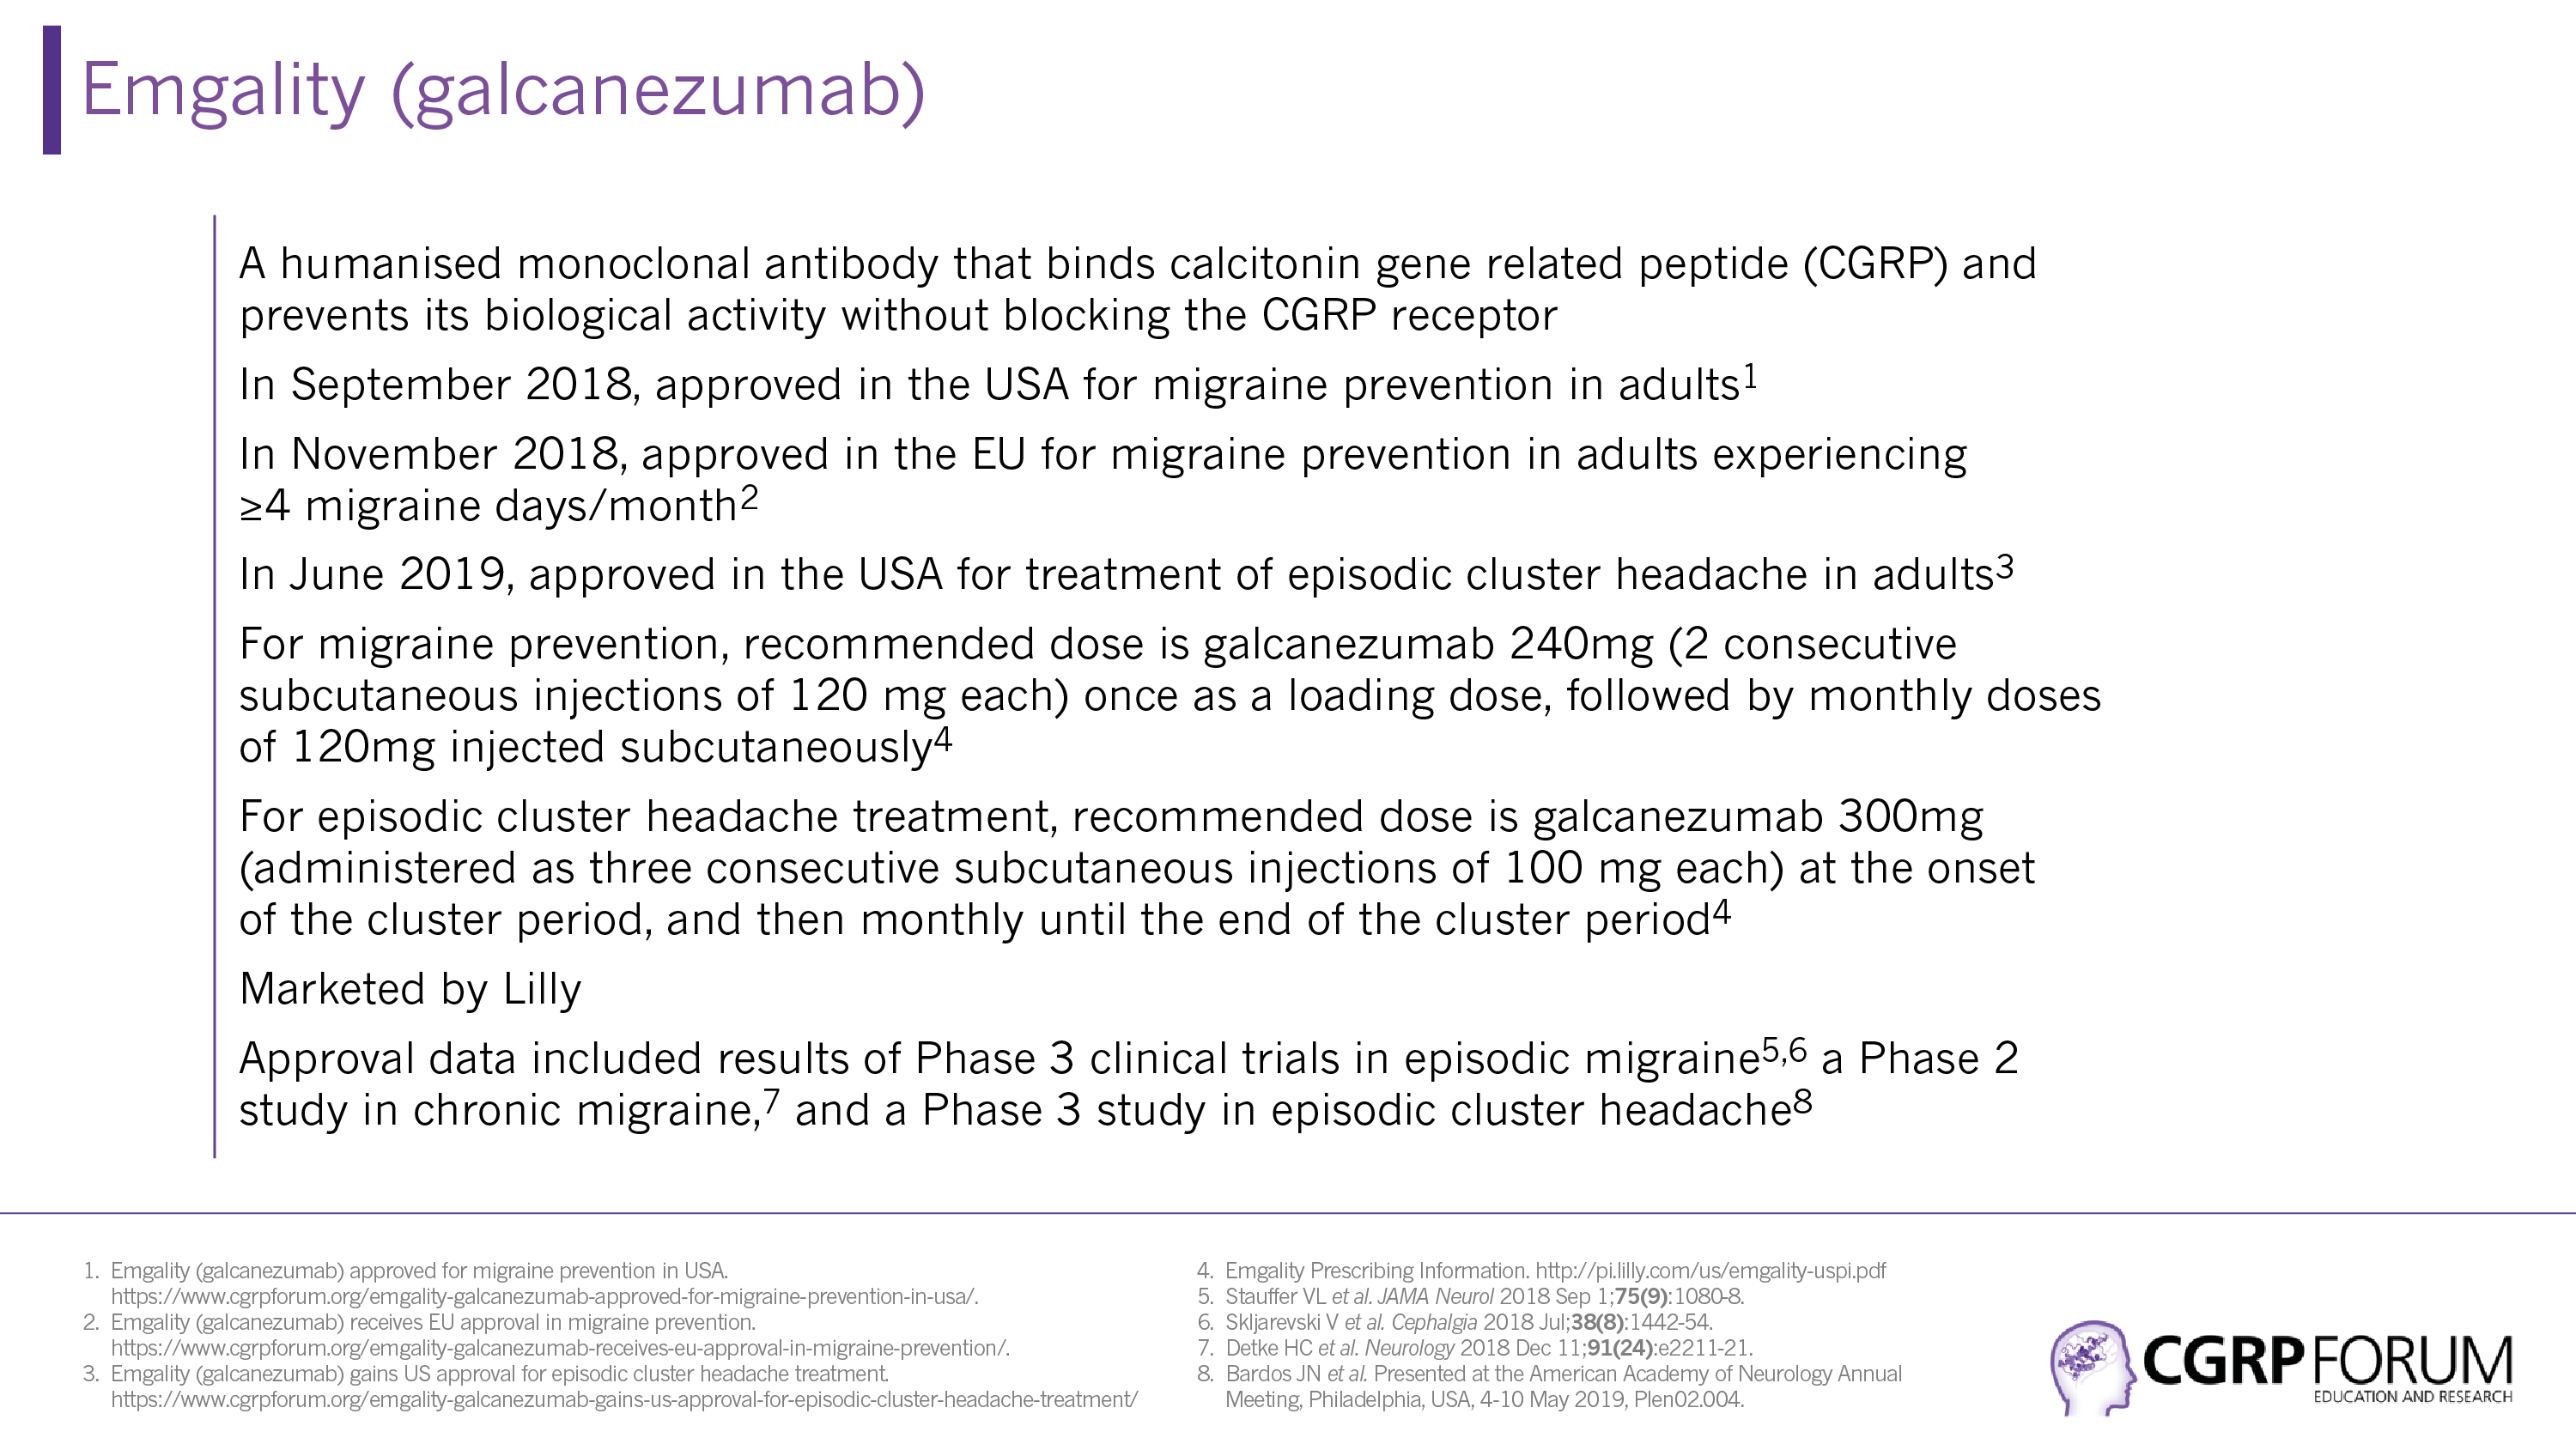 Emgality (galcanezumab)
A humanised monoclonal antibody that binds calcitonin gene related peptide (CGRP) and
prevents its biological activity without blocking the CGRP receptor
In September 2018, approved in the USA for migraine prevention in adults1
In November 2018, approved in the EU for migraine prevention in adults experiencing
≥4 migraine days/month2
In June 2019, approved in the USA for treatment of episodic cluster headache in adults3
For migraine prevention, recommended dose is galcanezumab 240mg (2 consecutive
subcutaneous injections of 120 mg each) once as a loading dose, followed by monthly doses
of 120mg injected subcutaneously4
For episodic cluster headache treatment, recommended dose is galcanezumab 300mg
(administered as three consecutive subcutaneous injections of 100 mg each) at the onset
of the cluster period, and then monthly until the end of the cluster period4
Marketed by Lilly
Approval data included results of Phase 3 clinical trials in episodic migraine5,6 a Phase 2
study in chronic migraine,7 and a Phase 3 study in episodic cluster headache8
1. Emgality (galcanezumab) approved for migraine prevention in USA.
https://www.cgrpforum.org/emgality-galcanezumab-approved-for-migraine-prevention-in-usa/.
2. Emgality (galcanezumab) receives EU approval in migraine prevention.
https://www.cgrpforum.org/emgality-galcanezumab-receives-eu-approval-in-migraine-prevention/.
3. Emgality (galcanezumab) gains US approval for episodic cluster headache treatment.
https://www.cgrpforum.org/emgality-galcanezumab-gains-us-approval-for-episodic-cluster-headache-treatment/
4. Emgality Prescribing Information. http://pi.lilly.com/us/emgality-uspi.pdf
5. Stauffer VL et al. JAMA Neurol 2018 Sep 1;75(9):1080-8.
6. Skljarevski V et al. Cephalgia 2018 Jul;38(8):1442-54.
7. Detke HC et al. Neurology 2018 Dec 11;91(24):e2211-21.
8. Bardos JN et al. Presented at the American Academy of Neurology Annual
Meeting, Philadelphia, USA, 4-10 May 2019, Plen02.004.
CGRP FORUM
EDUCATION AND RESEARCH